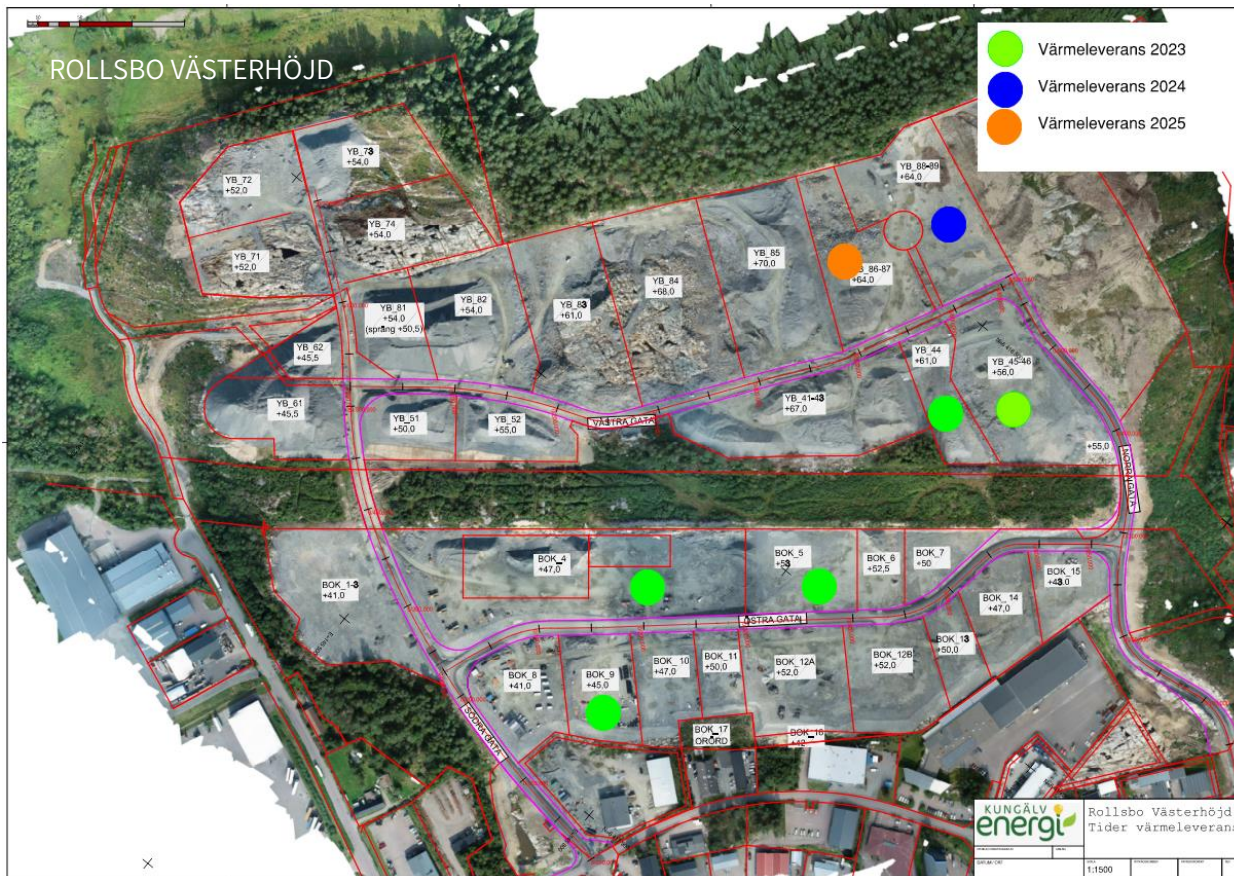 ROLLSBO VÄSTERHÖJD
Värmeleverans 2023
Värmeleverans 2024
Värmeleverans 2025
YB_73
+54,0
YB_72
+52,0
YB_74
+54,0
YB_71
+52,0
YB_88-89
+64,0
YB_85
+70,0
YB_86-87
+64,0
YB_84
+68,0
YB_83
+61,0
YB_82
+54,0
YB_81
+54,0
(spräng +50,5)
YB_62
+45,5
YB_61
+45,5
YB_51
+50,0
YB_52
+55,0
VÄSTRA GATA
YB_41-43
+67,0
YB_44
+61,0
YB_45-46
+56,0
+55,0
NORRA GATA
BOK_1-3
+41,0
BOK_4
+47,0
BOK_5
+53
BOK_6
+52,5
BOK_7
+50
BOK_15
+43,0
BOK_14
+47,0
ÖSTRA GATA
BOK_8
+41,0
BOK_9
+45,0
BOK_10
+47,0
BOK_11
+50,0
BOK_12A
+52,0
BOK_12B
+52,0
BOK_13
+50,0
SÖDRA GATA
BOK_17
ORÖRD
BOK_16
+42
KUNGÄLV
energi
Rollsbo Västerhöjd
Tider värmeleverans
1:1500